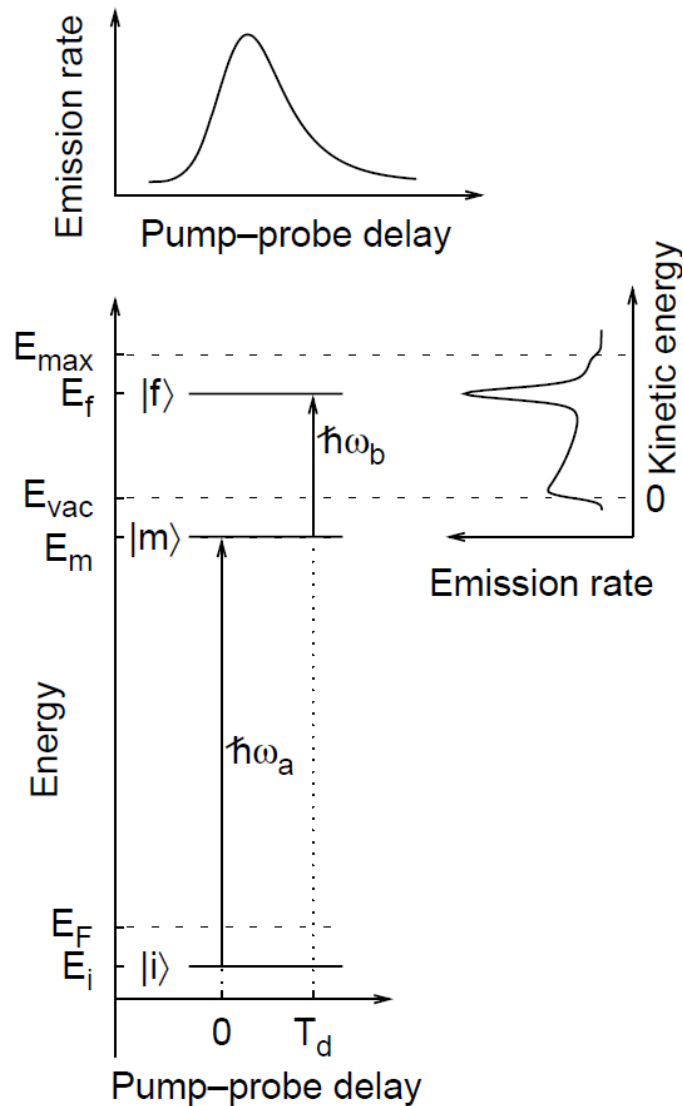 Emission rate
Pump–probe delay
E_max
E_f
|f⟩
ħω_b
E_vac
E_m
|m⟩
0
Kinetic energy
Emission rate
Energy
ħω_a
E_F
E_i
|i⟩
0
T_d
Pump–probe delay